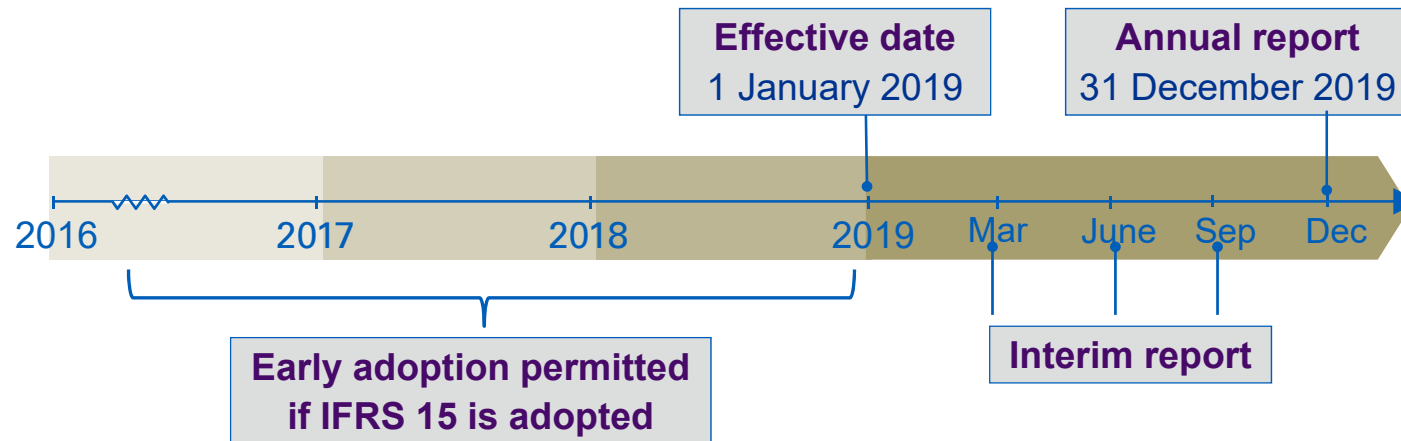 Effective date
1 January 2019
Annual report
31 December 2019
2016
2017
2018
2019
Mar
June
Sep
Dec
Early adoption permitted
if IFRS 15 is adopted
Interim report